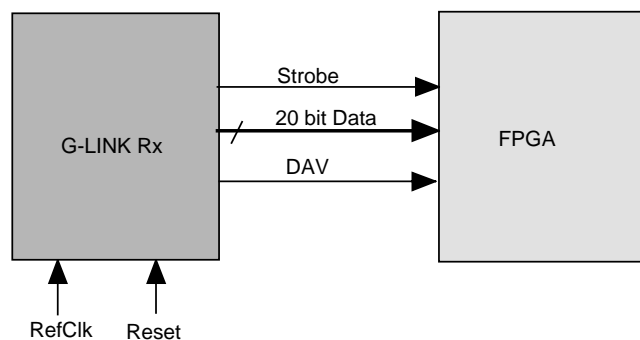 Strobe
20 bit Data
G-LINK Rx
FPGA
DAV
RefClk
Reset